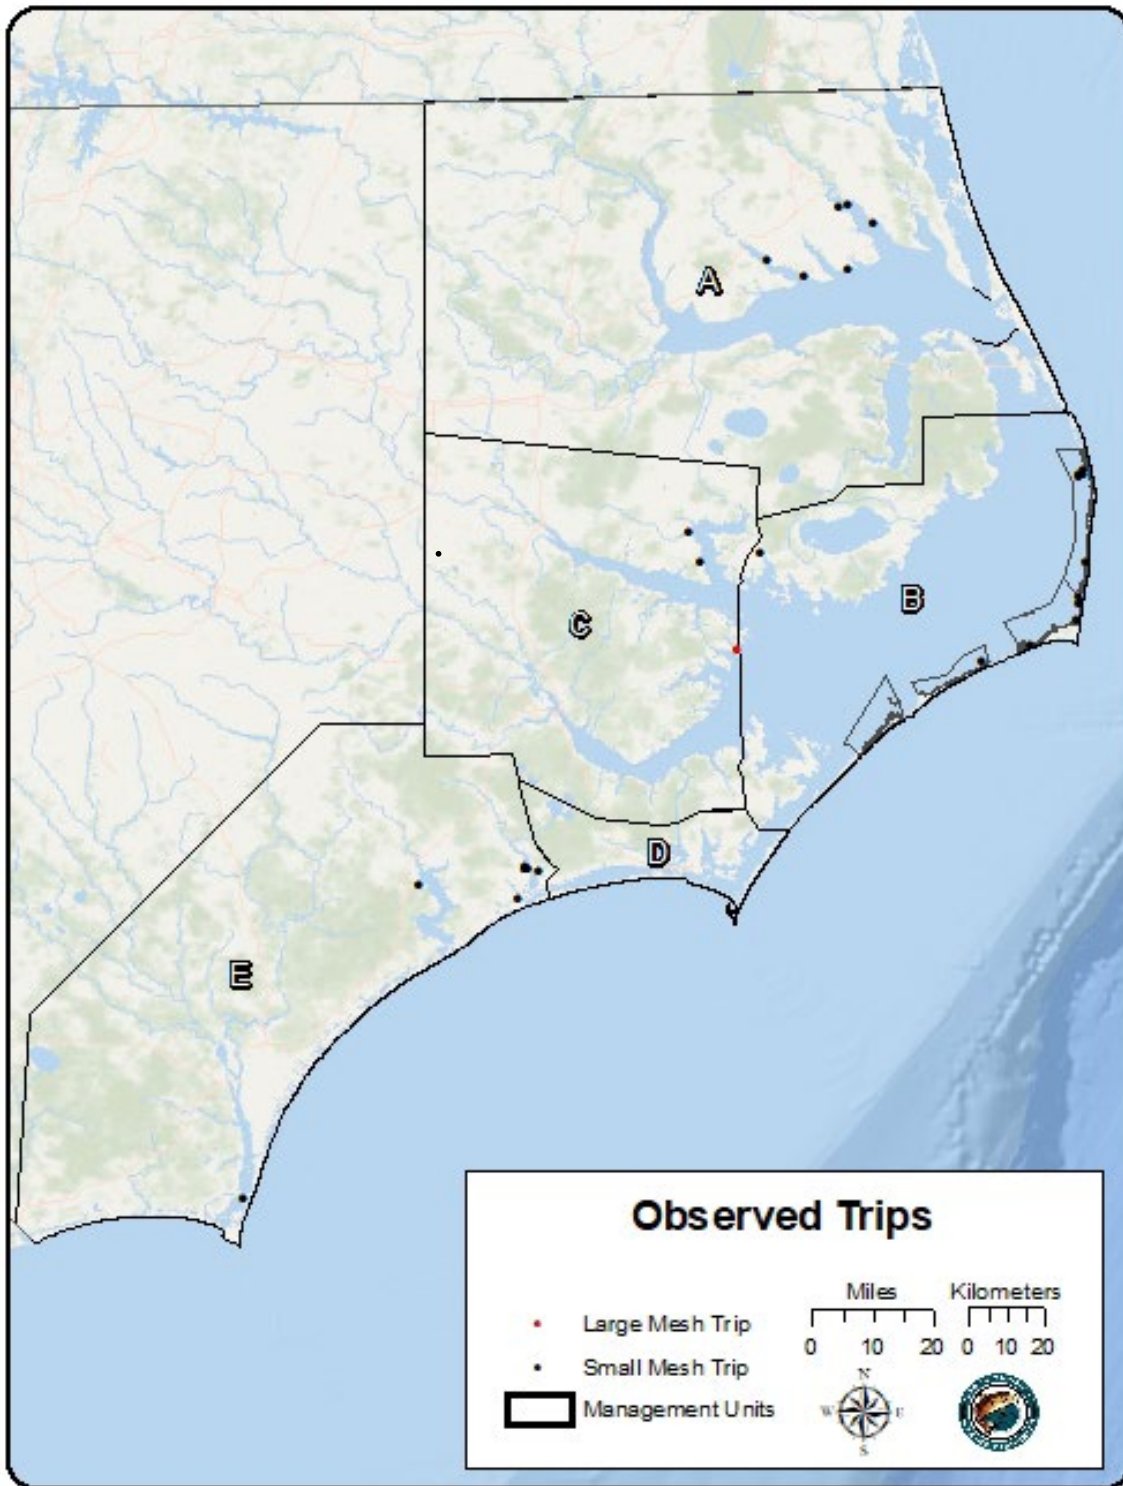 A
B
C
D
E
Observed Trips
Miles Kilometers
Large Mesh Trip
0 10 20 0 10 20
Small Mesh Trip
N
Management Units
W E
S